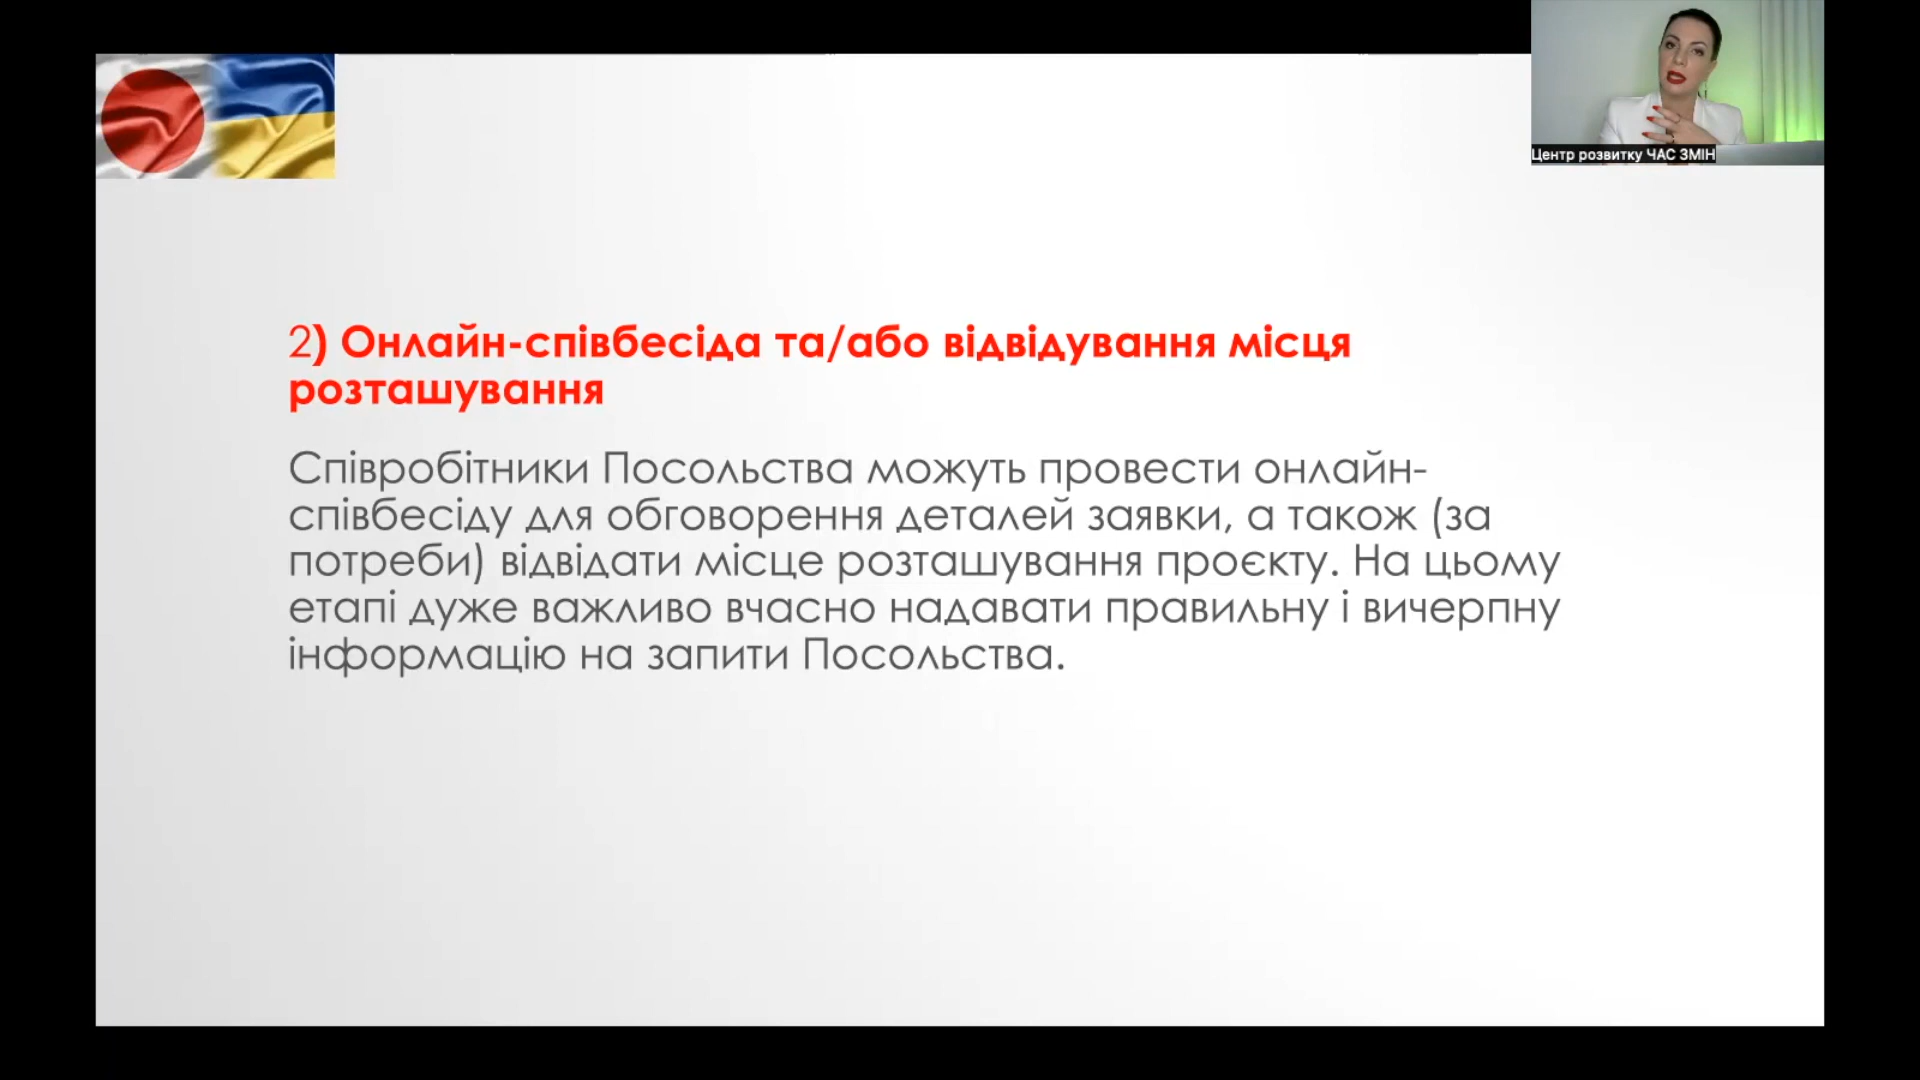 Центр розвитку ЧАС ЗМІН
2) Онлайн-співбесіда та/або відвідування місця
розташування
Співробітники Посольства можуть провести онлайн-
співбесіду для обговорення деталей заявки, а також (за
потреби) відвідати місце розташування проєкту. На цьому
етапі дуже важливо вчасно надавати правильну і вичерпну
інформацію на запити Посольства.